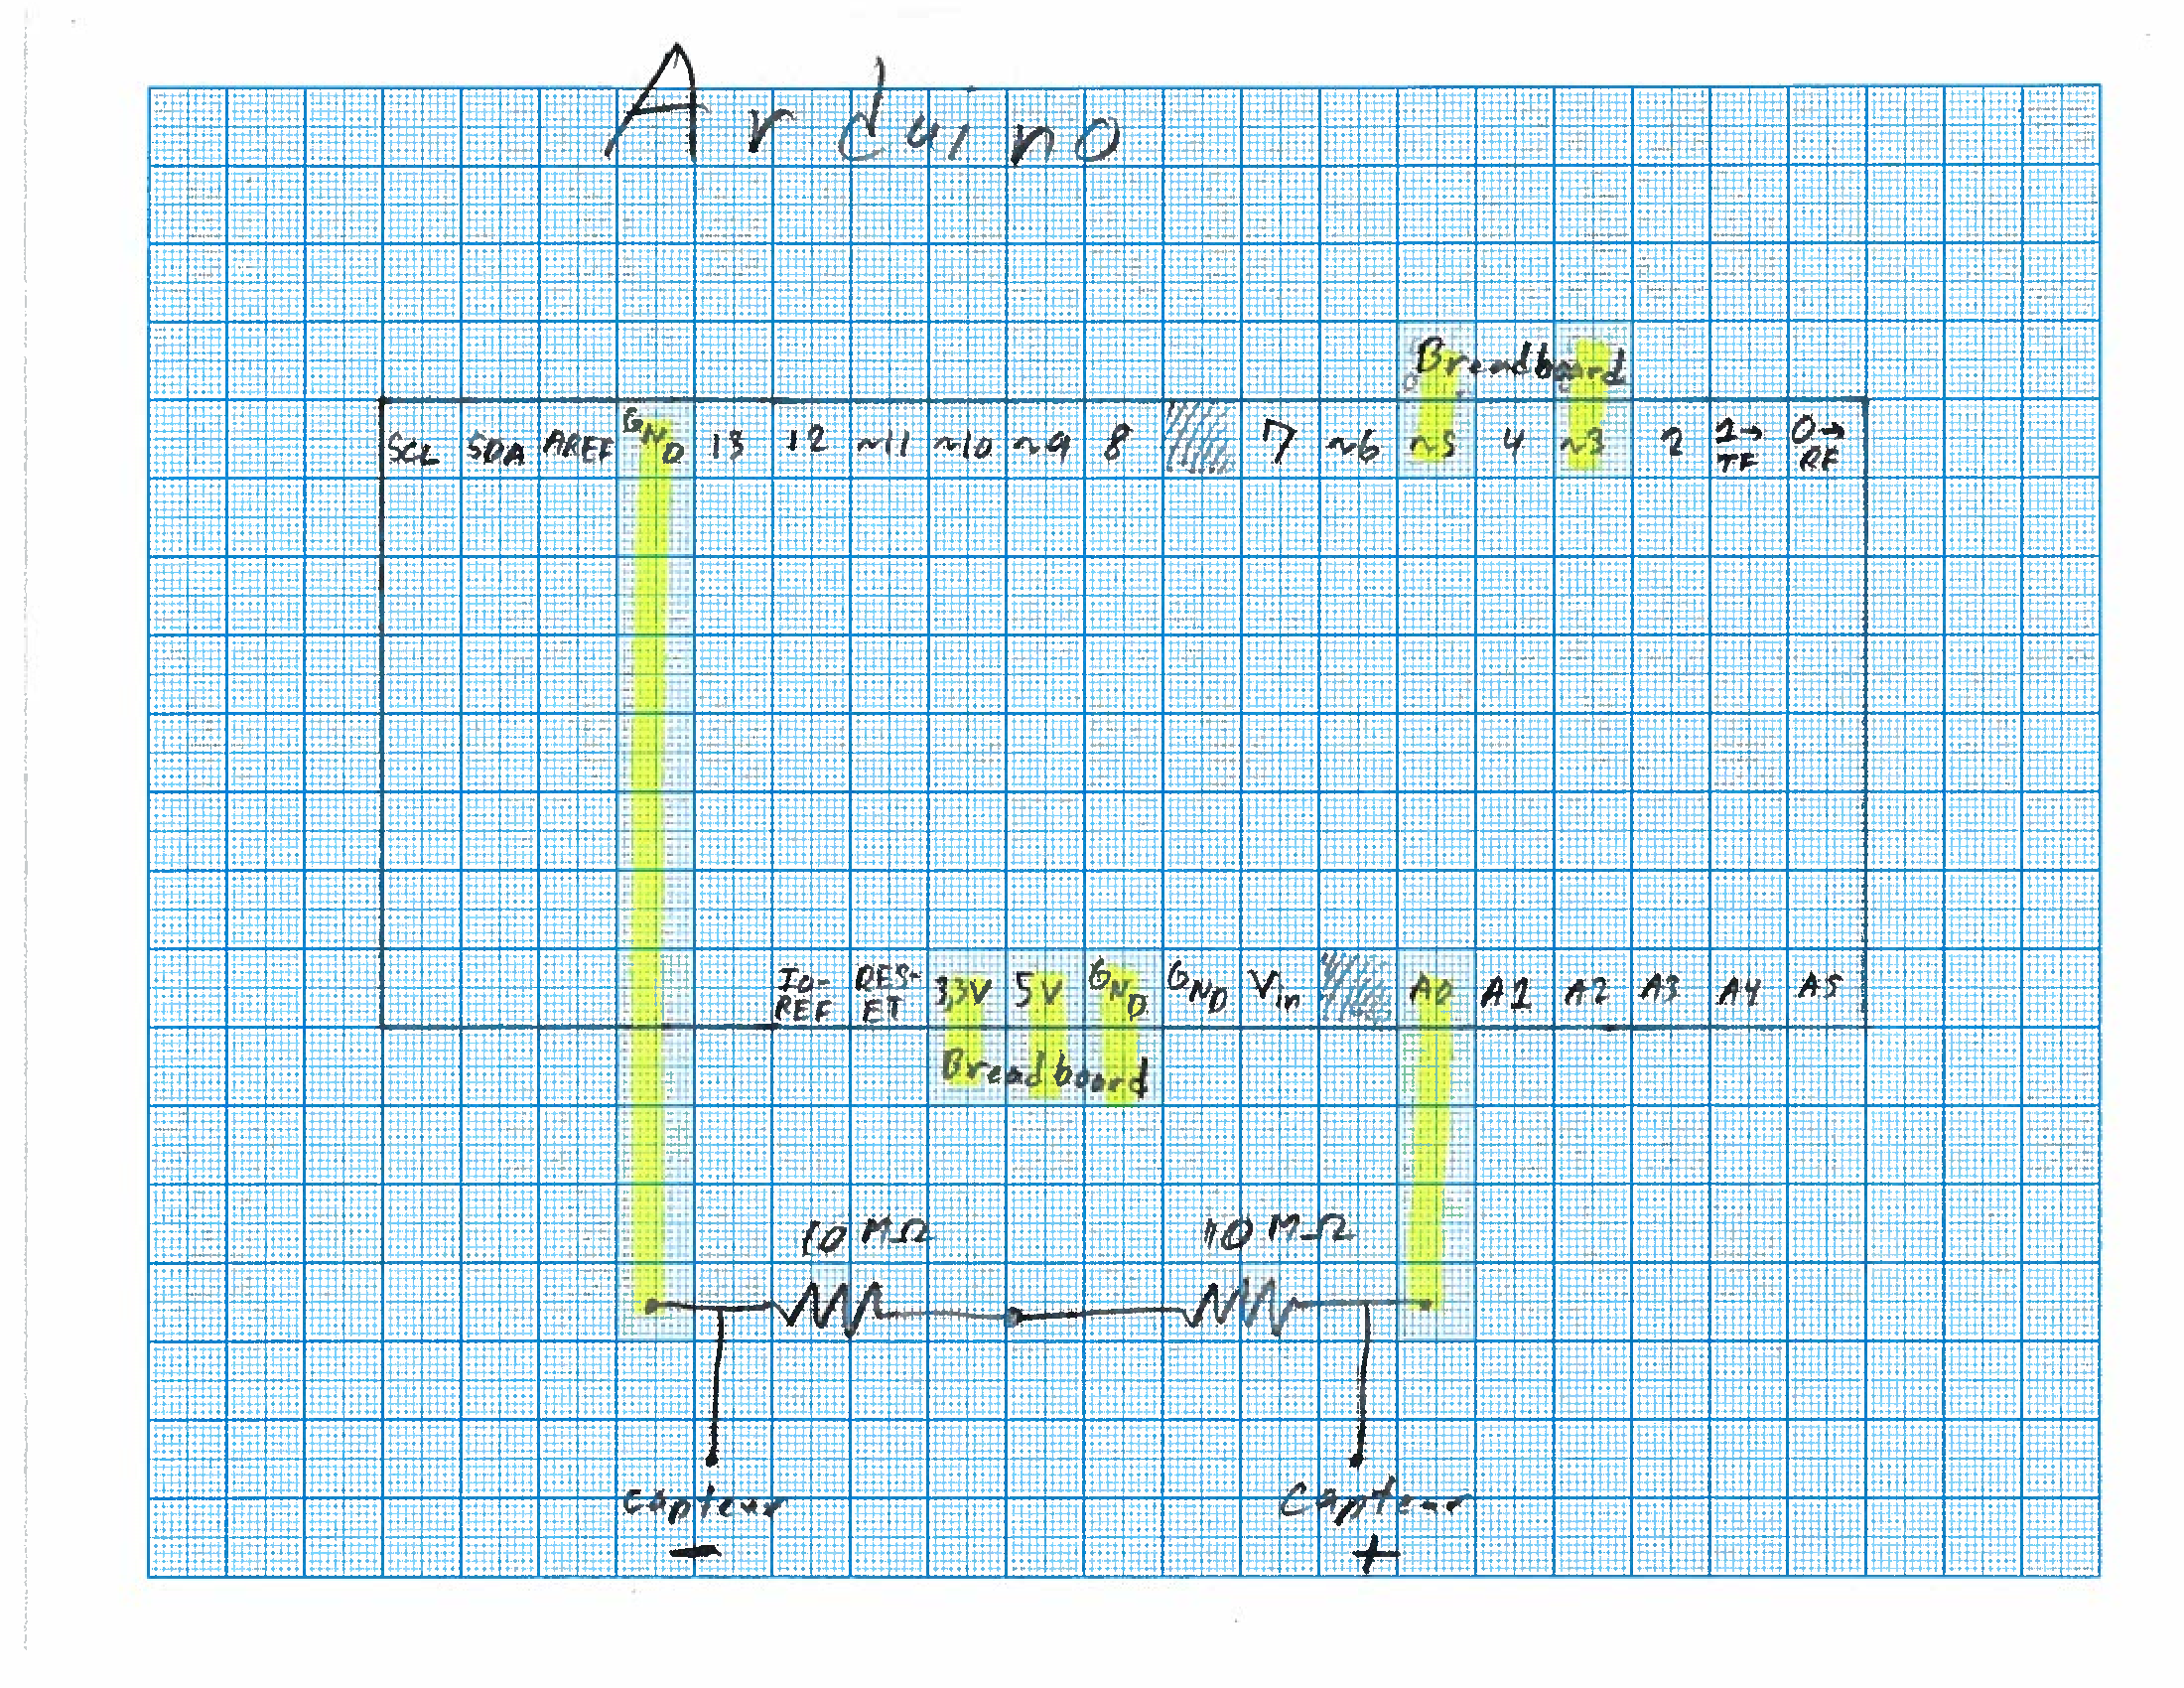 Arduino
Breadboard
SCL SDA AREF GND 13 12 ~11 ~10 ~9 8 7 ~6 ~5 4 ~3 2 1→ 0→
TF RE
IO- RES- 3,3V 5V GND GND Vin A0 A1 A2 A3 A4 A5
REF ET
Breadboard
10 MΩ 10 MΩ
capteur capteur
− +